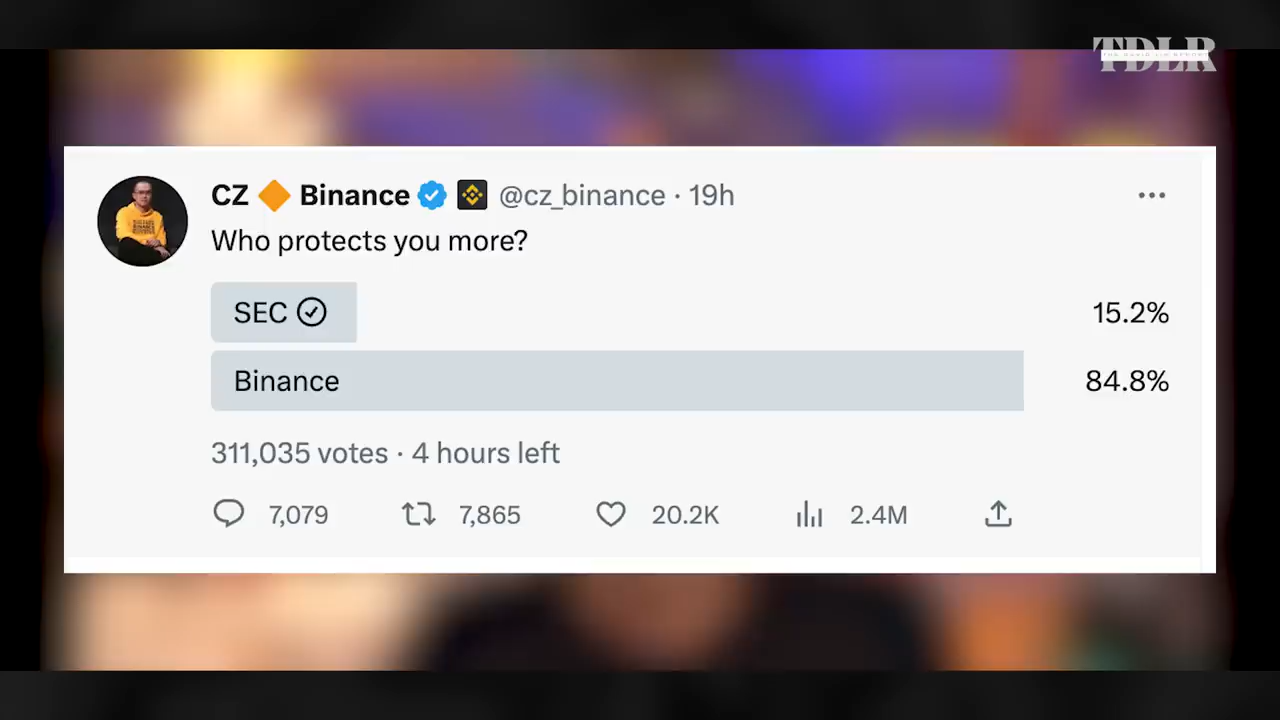 TDLR
CZ 🔶 Binance @cz_binance · 19h
Who protects you more?
SEC 15.2%
Binance 84.8%
311,035 votes · 4 hours left
7,079 7,865 20.2K 2.4M